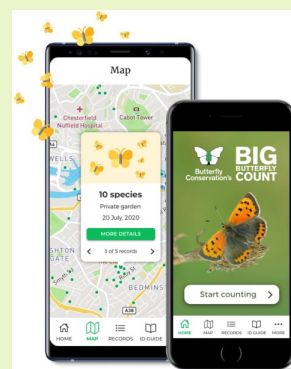 Map
Chesterfield
Nuffield Hospital
Cabot Tower
10 species
Private garden
20 July, 2020
MORE DETAILS
3 of 5 records
A38
BEDMINS
HOME
MAP
RECORDS
ID GUIDE
Butterfly
Conservation's
BIG
BUTTERFLY
COUNT
Start counting
HOME
MAP
RECORDS
ID GUIDE
MORE